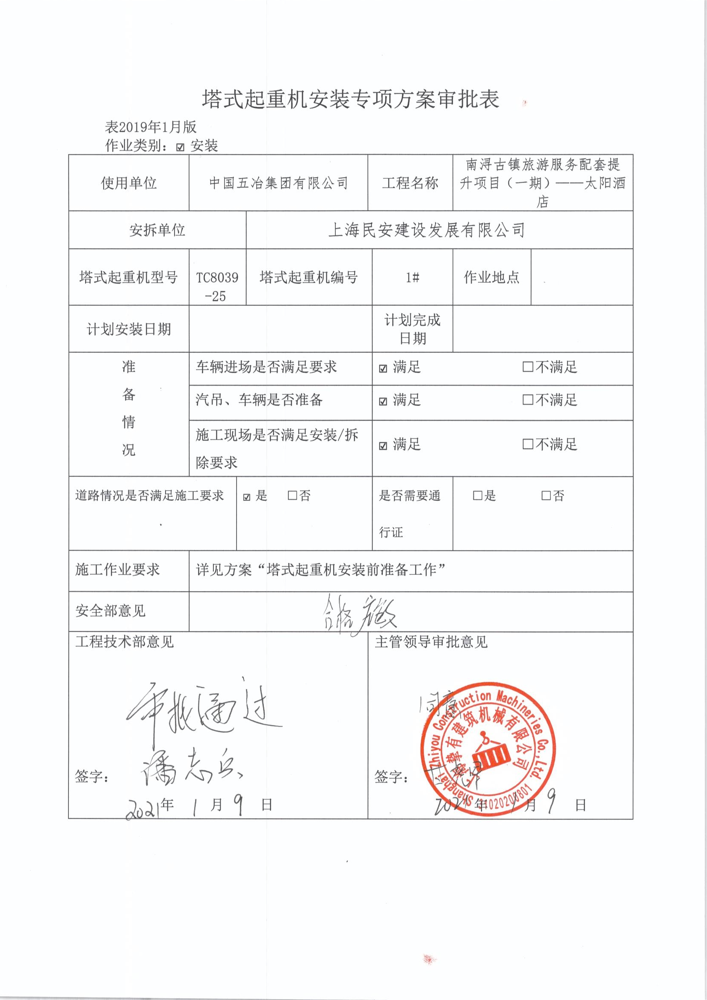 塔式起重机安装专项方案审批表
表2019年1月版
作业类别：☑ 安装
使用单位
中国五冶集团有限公司
工程名称
南浔古镇旅游服务配套提
升项目（一期）——太阳酒
店
安拆单位
上海民安建设发展有限公司
塔式起重机型号
TC8039
-25
塔式起重机编号
1#
作业地点
计划安装日期
计划完成
日期
准
备
情
况
车辆进场是否满足要求
☑ 满足 □不满足
汽吊、车辆是否准备
☑ 满足 □不满足
施工现场是否满足安装/拆
除要求
☑ 满足 □不满足
道路情况是否满足施工要求
☑ 是 □否
是否需要通
行证
□是 □否
施工作业要求
详见方案“塔式起重机安装前准备工作”
安全部意见
合格
工程技术部意见
审批通过
签字： 潘志兵
2021年 1 月 9 日
主管领导审批意见
同意
Shanghai Zhiyou Construction Machineries Co.,Ltd.
上海挚有建筑机械有限公司
31020200801
签字：
2021年 1 月 9 日